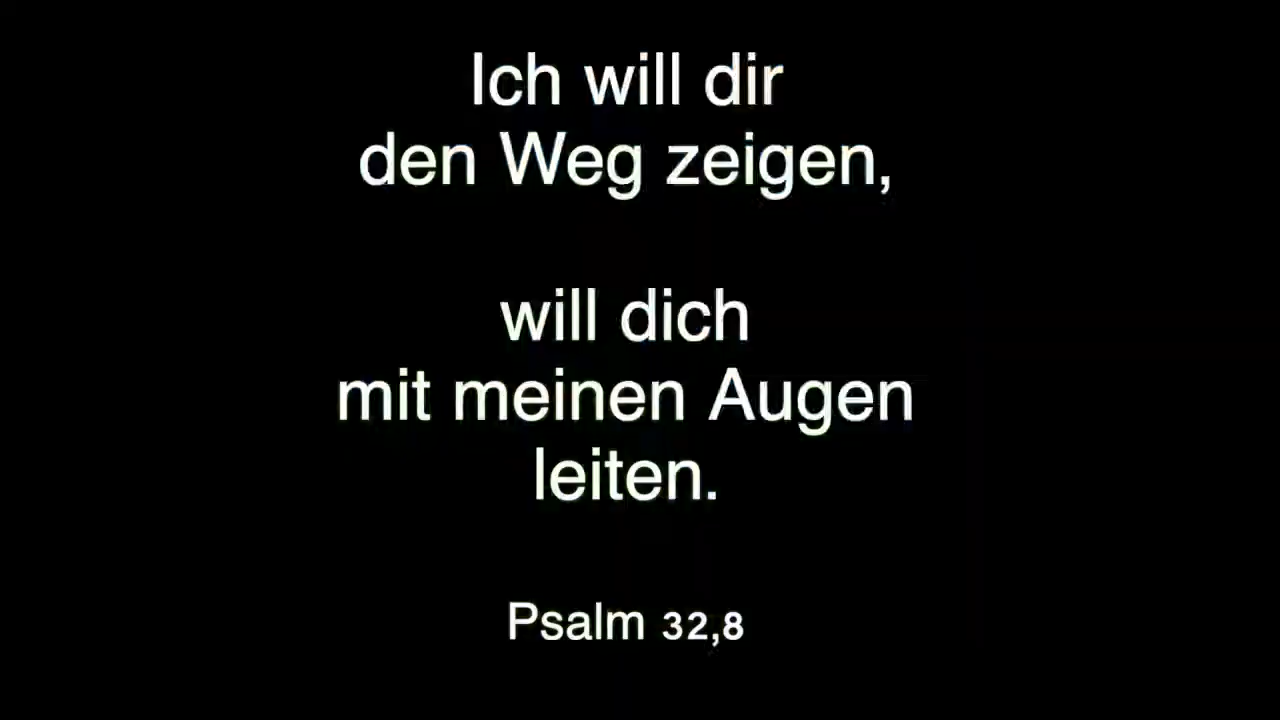 Ich will dir
den Weg zeigen,
will dich
mit meinen Augen
leiten.
Psalm 32,8